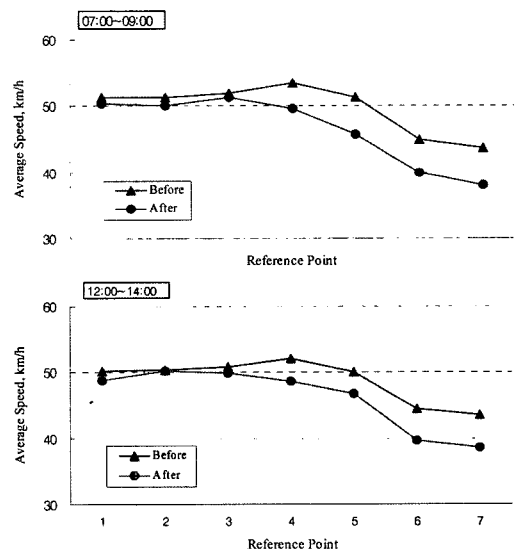 07:00~09:00
60
50
40
30
Average Speed, km/h
Before
After
Reference Point
12:00~14:00
60
50
40
30
Average Speed, km/h
Before
After
1 2 3 4 5 6 7
Reference Point